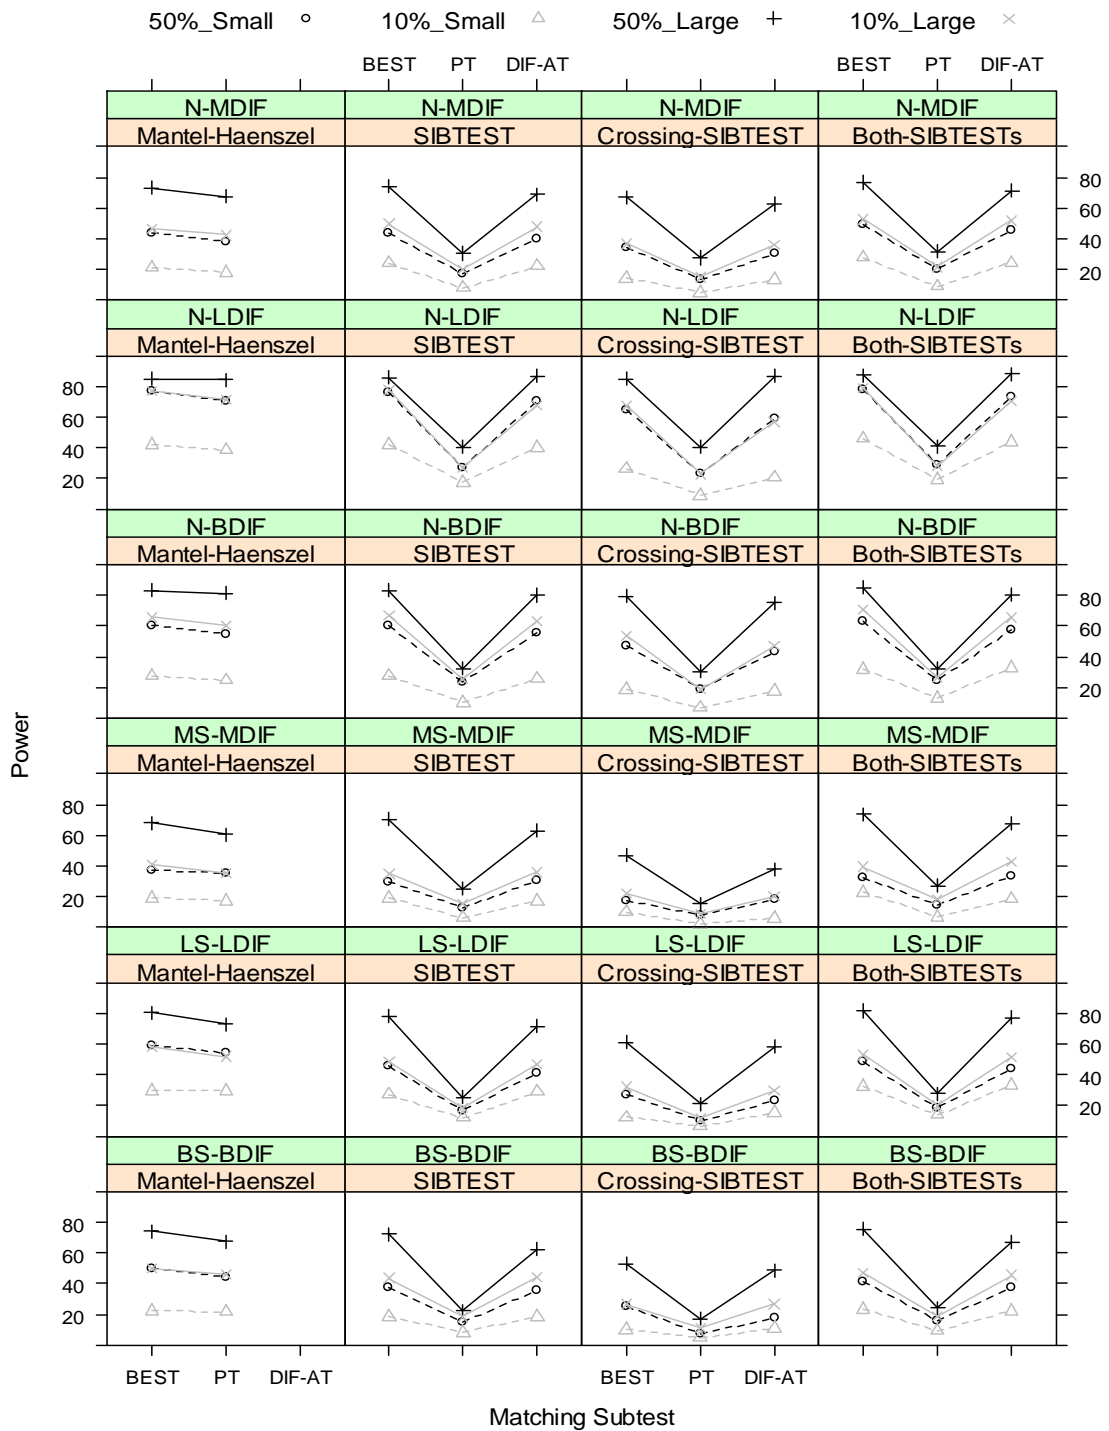 50%_Small 10%_Small 50%_Large 10%_Large
BEST PT DIF-AT BEST PT DIF-AT
N-MDIF N-MDIF N-MDIF N-MDIF
Mantel-Haenszel SIBTEST Crossing-SIBTEST Both-SIBTESTs
80
60
40
20
N-LDIF N-LDIF N-LDIF N-LDIF
Mantel-Haenszel SIBTEST Crossing-SIBTEST Both-SIBTESTs
80
60
40
20
N-BDIF N-BDIF N-BDIF N-BDIF
Mantel-Haenszel SIBTEST Crossing-SIBTEST Both-SIBTESTs
80
60
40
20
MS-MDIF MS-MDIF MS-MDIF MS-MDIF
Mantel-Haenszel SIBTEST Crossing-SIBTEST Both-SIBTESTs
Power
80
60
40
20
LS-LDIF LS-LDIF LS-LDIF LS-LDIF
Mantel-Haenszel SIBTEST Crossing-SIBTEST Both-SIBTESTs
80
60
40
20
BS-BDIF BS-BDIF BS-BDIF BS-BDIF
Mantel-Haenszel SIBTEST Crossing-SIBTEST Both-SIBTESTs
80
60
40
20
BEST PT DIF-AT BEST PT DIF-AT
Matching Subtest